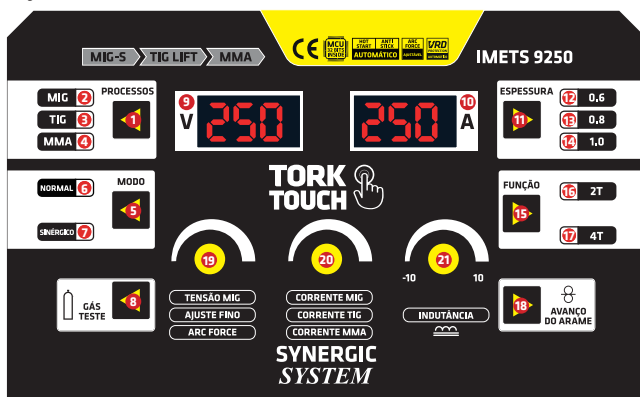 MIG-S TIG LIFT MMA
CE
MCU 32 BITS INSIDE
HOT START ANTI STICK
AUTOMÁTICO
ARC FORCE
AJUSTÁVEL
VRD
IMETS 9250
MIG 2
TIG 3
MMA 4
PROCESSOS
1
9
V
250
250
10
A
ESPESSURA
11
12 0.6
13 0.8
14 1.0
TORK
TOUCH
NORMAL 6
SINÉRGICO 7
MODO
5
FUNÇÃO
15
16 2T
17 4T
19
20
21
-10 10
GÁS
TESTE
8
TENSÃO MIG
AJUSTE FINO
ARC FORCE
CORRENTE MIG
CORRENTE TIG
CORRENTE MMA
INDUTÂNCIA
18
AVANÇO
DO ARAME
SYNERGIC
SYSTEM